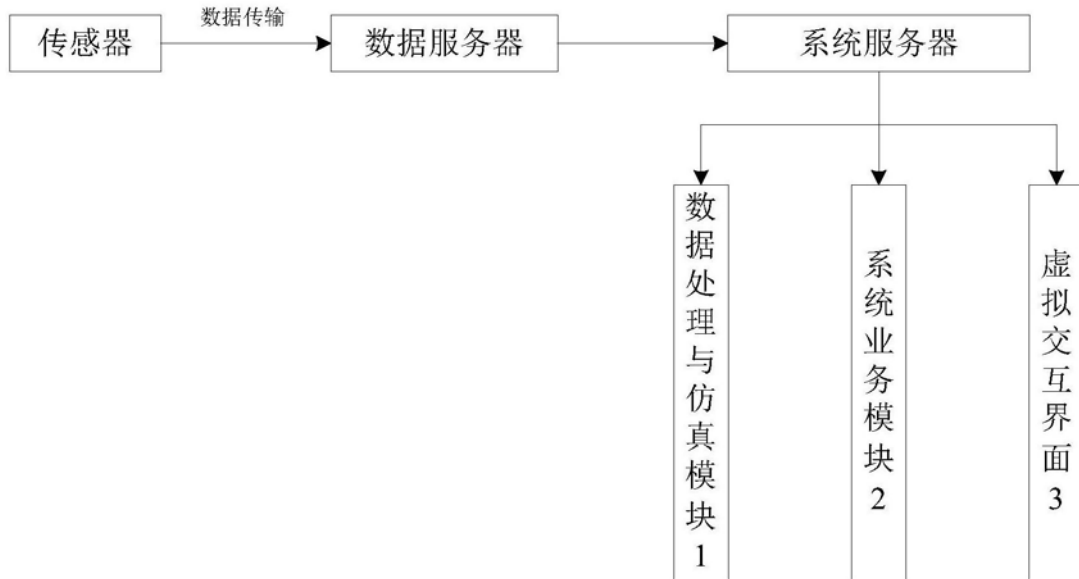 数据传输
传感器
数据服务器
系统服务器
数据处理与仿真模块1
系统业务模块2
虚拟交互界面3